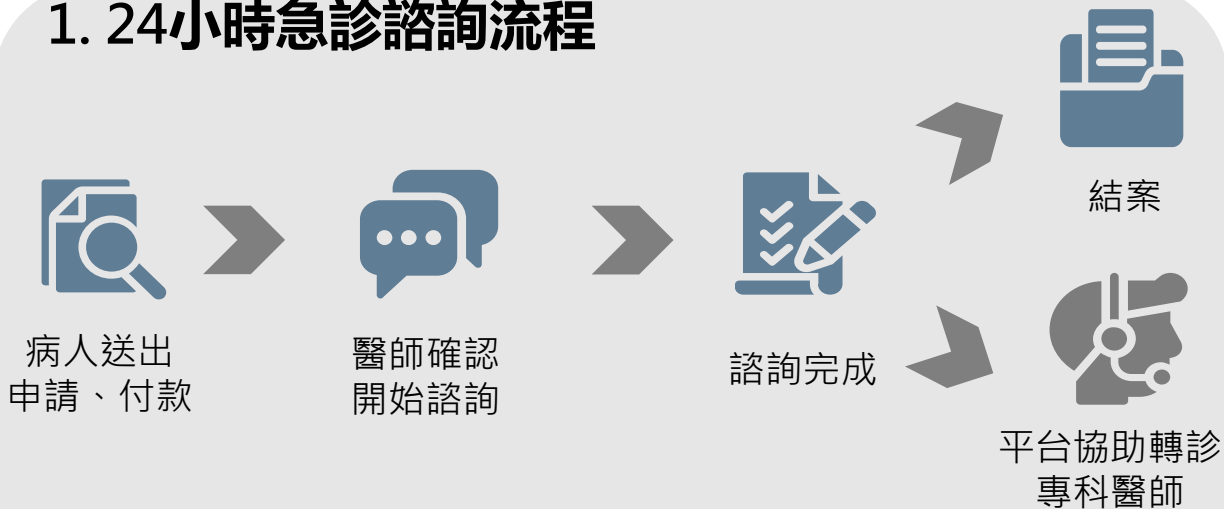 1. 24小時急診諮詢流程
病人送出
申請、付款
醫師確認
開始諮詢
諮詢完成
結案
平台協助轉診
專科醫師